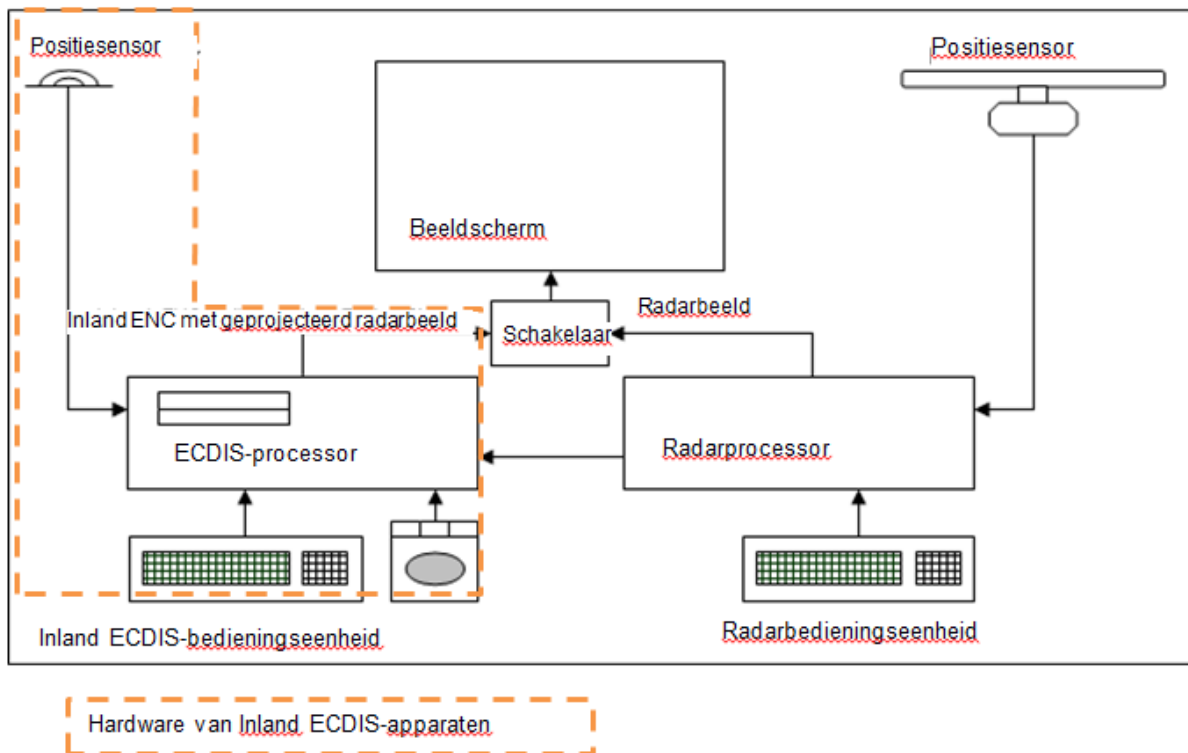 Positiesensor
Positiesensor
Beeldscherm
Inland ENC met geprojecteerd radarbeeld
Schakelaar
Radarbeeld
ECDIS-processor
Radarprocessor
Inland ECDIS-bedieningseenheid
Radarbedieningseenheid
Hardware van Inland ECDIS-apparaten